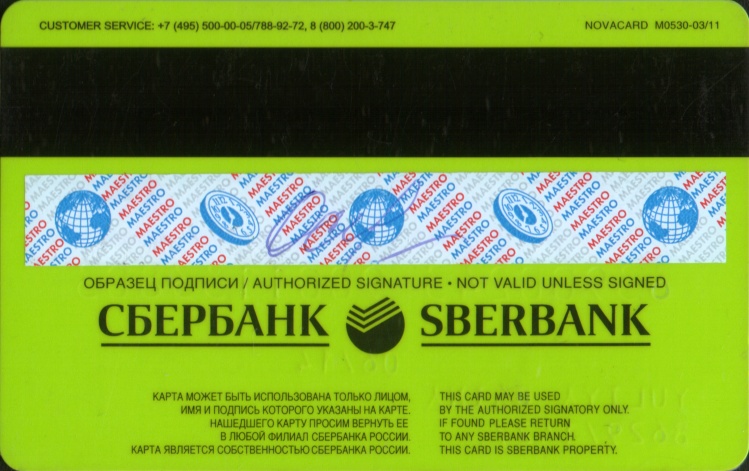 CUSTOMER SERVICE: +7 (495) 500-00-05/788-92-72, 8 (800) 200-3-747
NOVACARD M0530-03/11
MAESTRO
ОБРАЗЕЦ ПОДПИСИ / AUTHORIZED SIGNATURE • NOT VALID UNLESS SIGNED
СБЕРБАНК SBERBANK
КАРТА МОЖЕТ БЫТЬ ИСПОЛЬЗОВАНА ТОЛЬКО ЛИЦОМ,
ИМЯ И ПОДПИСЬ КОТОРОГО УКАЗАНЫ НА КАРТЕ.
НАШЕДШЕГО КАРТУ ПРОСИМ ВЕРНУТЬ ЕЕ
В ЛЮБОЙ ФИЛИАЛ СБЕРБАНКА РОССИИ.
КАРТА ЯВЛЯЕТСЯ СОБСТВЕННОСТЬЮ СБЕРБАНКА РОССИИ.
THIS CARD MAY BE USED
BY THE AUTHORIZED SIGNATORY ONLY.
IF FOUND PLEASE RETURN
TO ANY SBERBANK BRANCH.
THIS CARD IS SBERBANK PROPERTY.